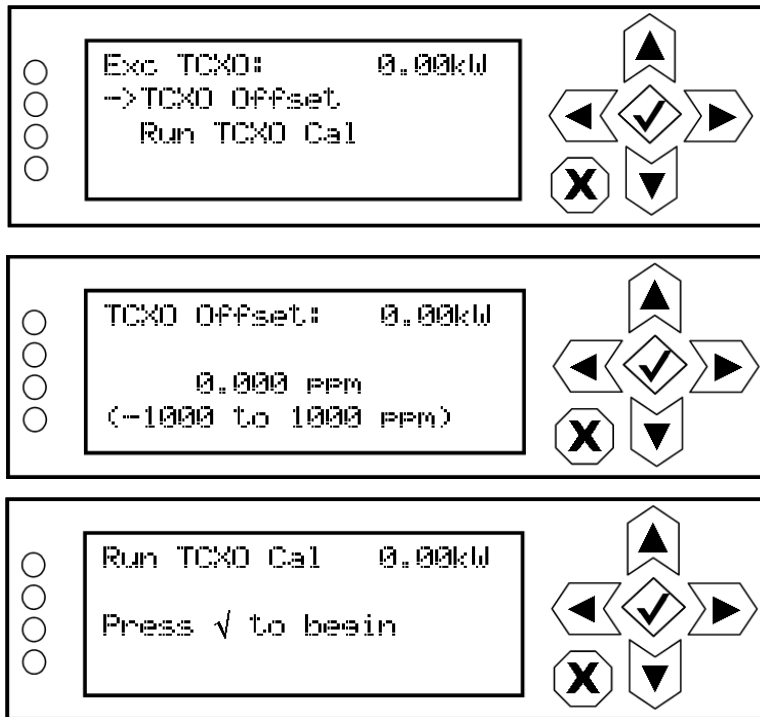 Exc TCXO: 0.00kW
->TCXO Offset
Run TCXO Cal
X
TCXO Offset: 0.00kW
0.000 ppm
(-1000 to 1000 ppm)
X
Run TCXO Cal 0.00kW
Press √ to begin
X